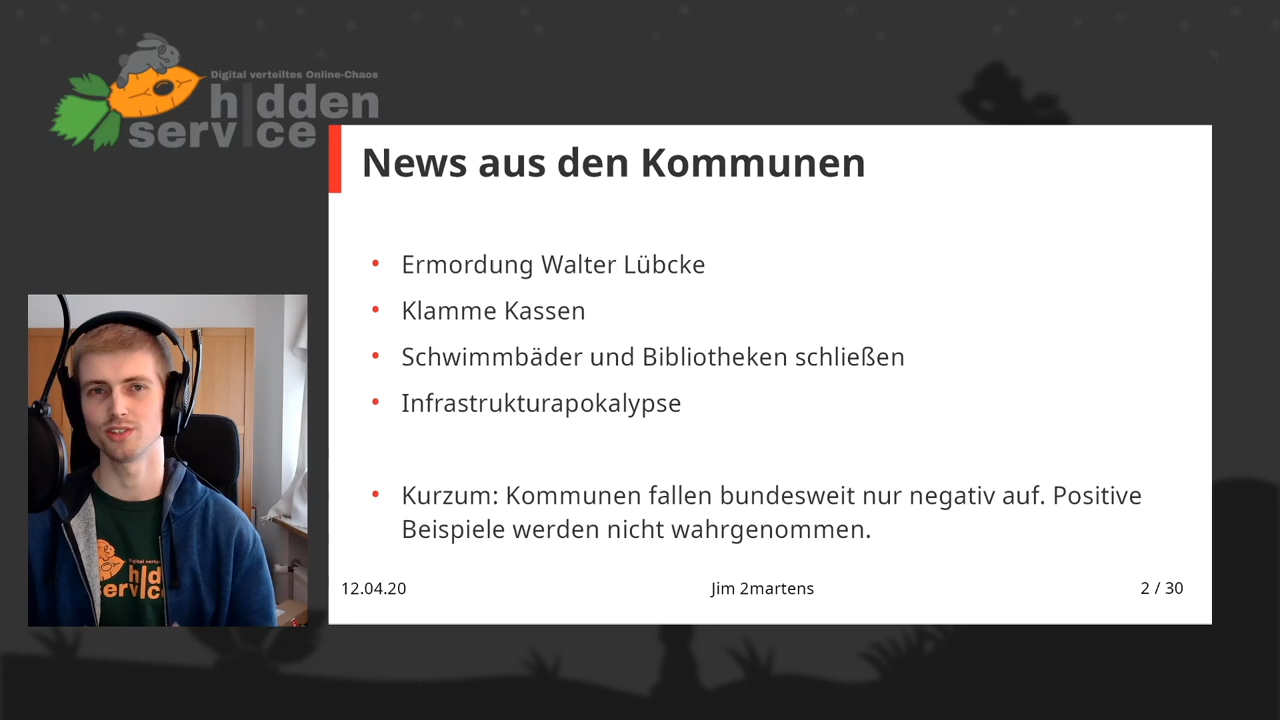 Digital verteiltes Online-Chaos
hidden
service
News aus den Kommunen
Ermordung Walter Lübcke
Klamme Kassen
Schwimmbäder und Bibliotheken schließen
Infrastrukturapokalypse
Kurzum: Kommunen fallen bundesweit nur negativ auf. Positive
Beispiele werden nicht wahrgenommen.
12.04.20
Jim 2martens
2 / 30